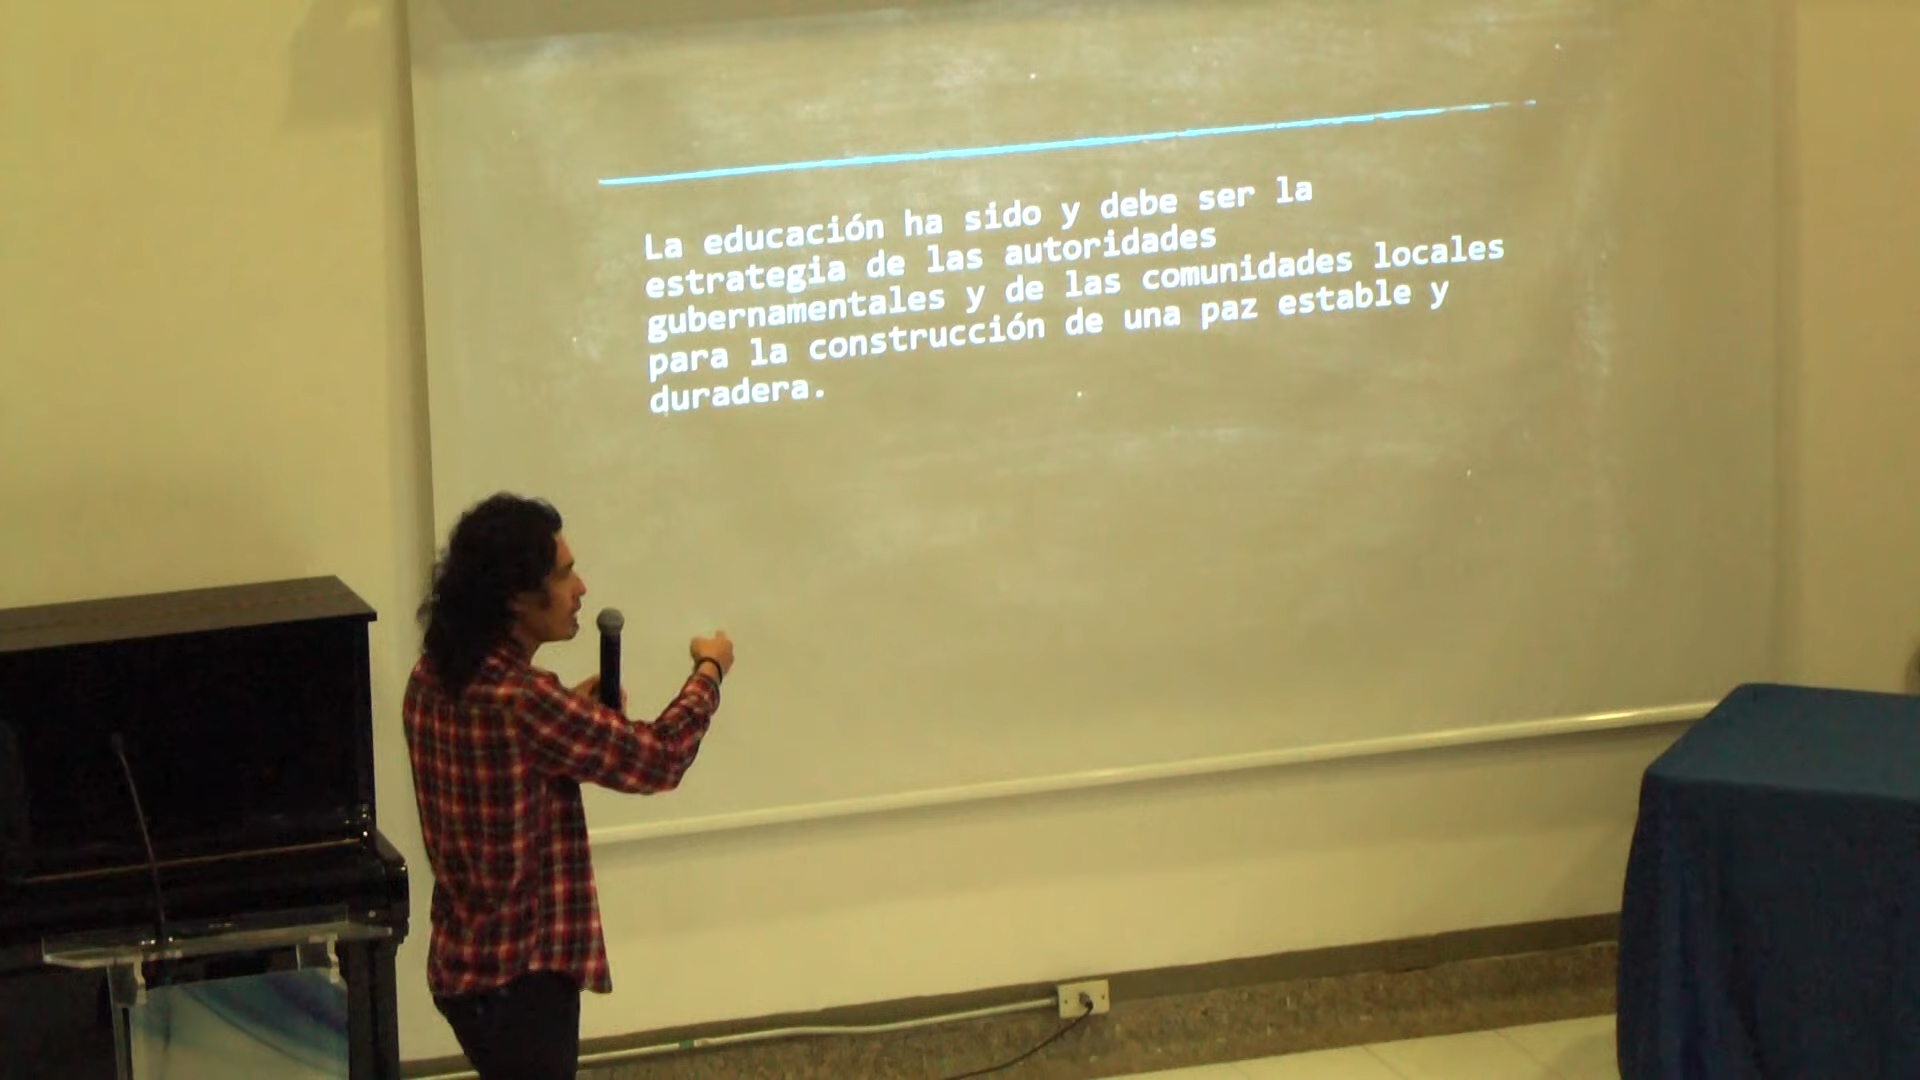 La educación ha sido y debe ser la
estrategia de las autoridades
gubernamentales y de las comunidades locales
para la construcción de una paz estable y
duradera.